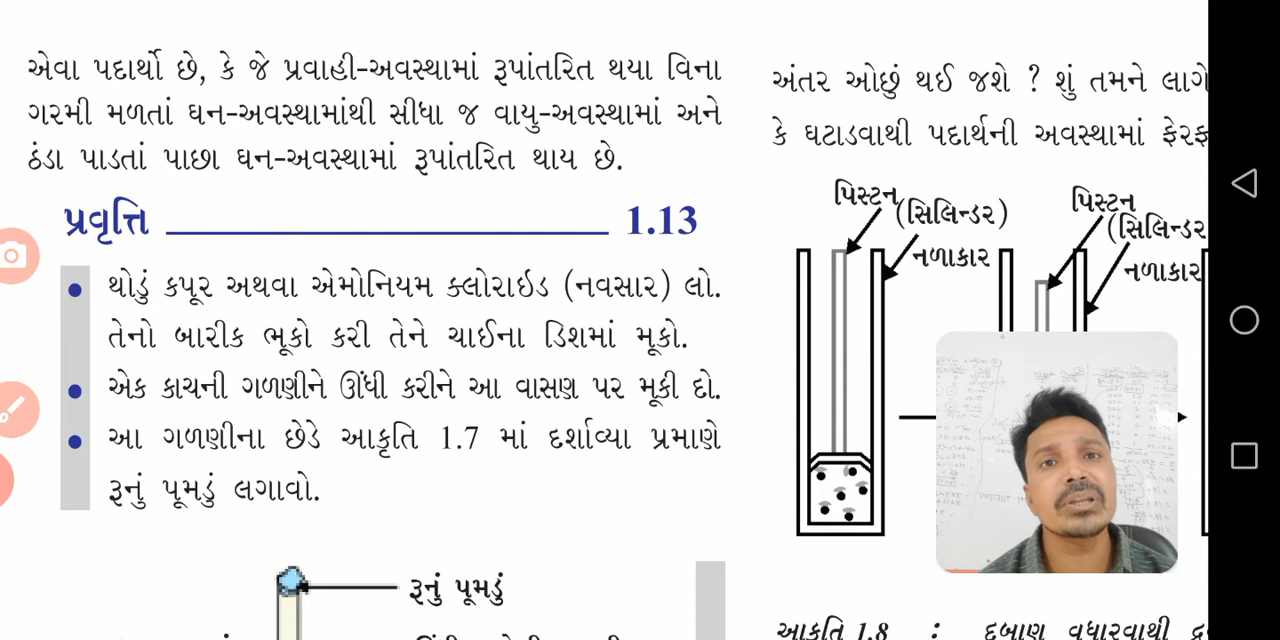 એવા પદાર્થો છે, કે જે પ્રવાહી-અવસ્થામાં રૂપાંતરિત થયા વિના
ગરમી મળતાં ઘન-અવસ્થામાંથી સીધા જ વાયુ-અવસ્થામાં અને
ઠંડા પાડતાં પાછા ઘન-અવસ્થામાં રૂપાંતરિત થાય છે.
પ્રવૃત્તિ 1.13
• થોડું કપૂર અથવા એમોનિયમ ક્લોરાઇડ (નવસાર) લો.
તેનો બારીક ભૂકો કરી તેને ચાઈના ડિશમાં મૂકો.
• એક કાચની ગળણીને ઊંધી કરીને આ વાસણ પર મૂકી દો.
• આ ગળણીના છેડે આકૃતિ 1.7 માં દર્શાવ્યા પ્રમાણે
રૂનું પૂમડું લગાવો.
રૂનું પૂમડું
અંતર ઓછું થઈ જશે ? શું તમને લાગે
કે ઘટાડવાથી પદાર્થની અવસ્થામાં
પિસ્ટન
(સિલિન્ડર)
નળાકાર
પિસ્ટન
(સિલિન્ડર
નળાકાર
આકૃતિ 1.8 : દબાણ વધારવાથી